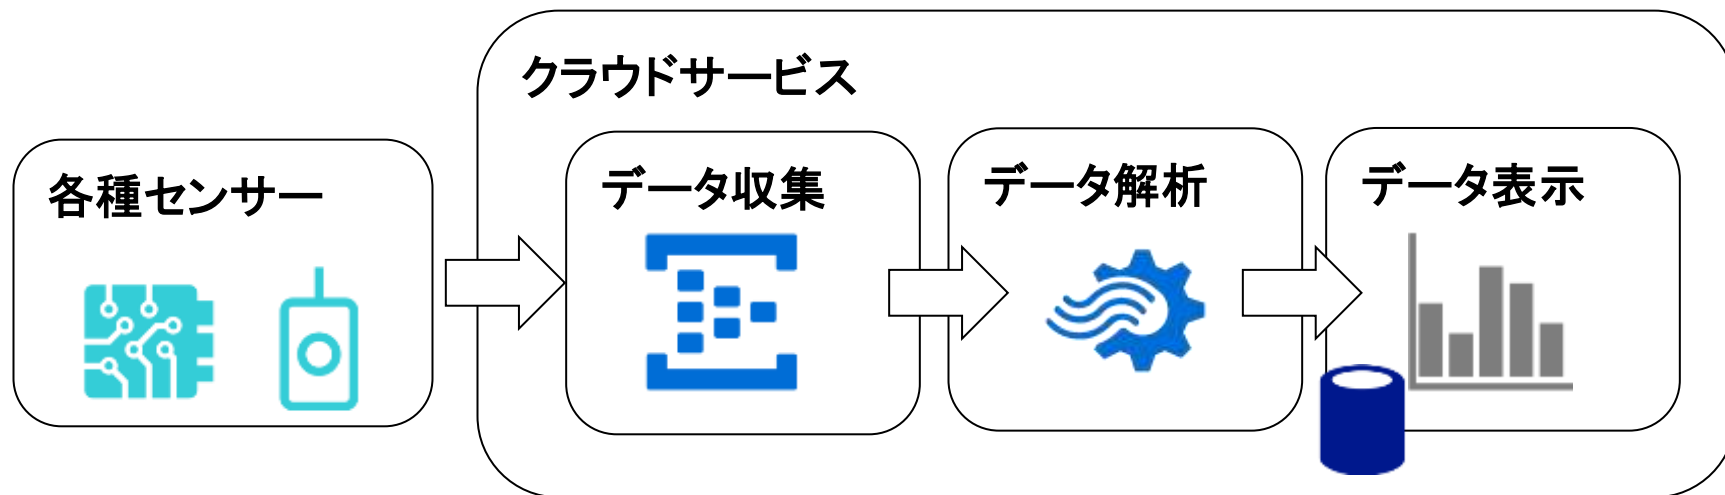 クラウドサービス
各種センサー
データ収集
データ解析
データ表示